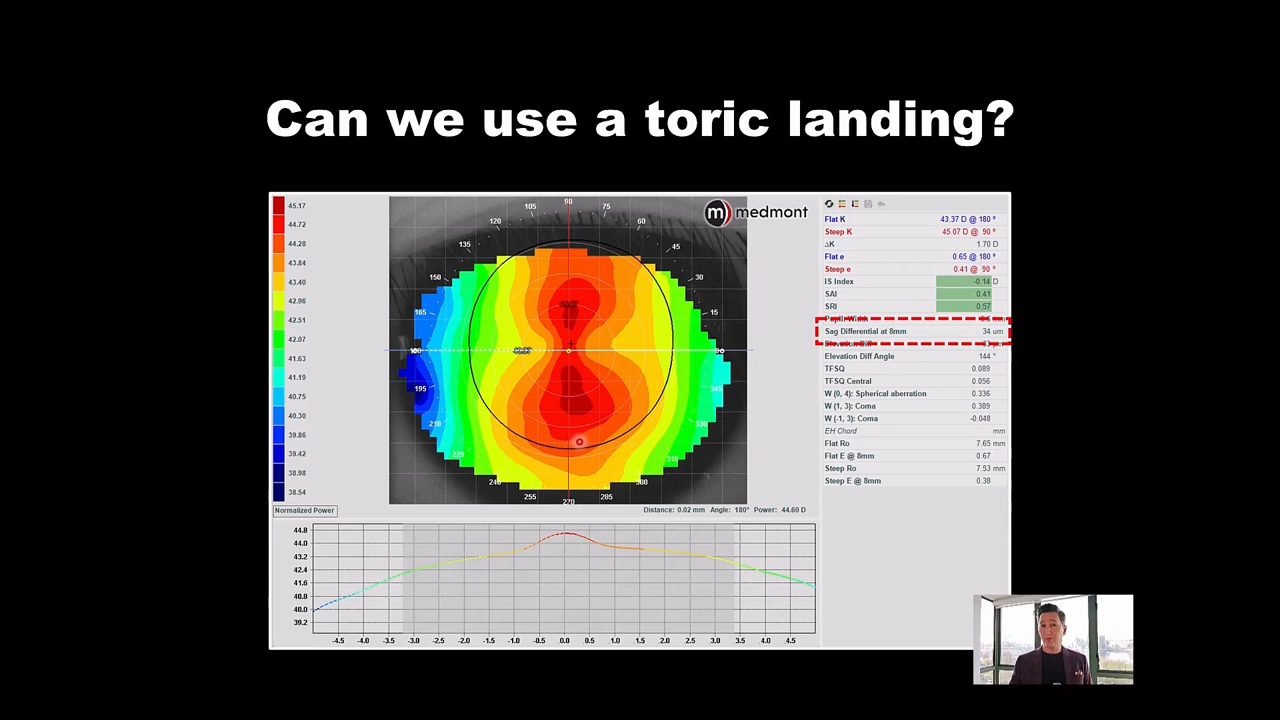 Can we use a toric landing?
medmont
45.17
44.72
44.28
43.84
43.40
42.96
42.51
42.07
41.63
41.19
40.75
40.30
39.86
39.42
38.98
38.54
Normalized Power
90
105
75
120
60
135
45
150
30
165
15
180
0
195
345
210
330
225
315
240
300
255
285
270
Flat K 43.37 D @ 180 °
Steep K 45.07 D @ 90 °
ΔK 1.70 D
Flat e 0.65 @ 180 °
Steep e 0.41 @ 90 °
IS Index -0.14 D
SAI 0.41
SRI 0.57
Sag Differential at 8mm 34 um
Elevation Diff Angle 144 °
TFSQ 0.089
TFSQ Central 0.056
W (0, 4): Spherical aberration 0.336
W (1, 3): Coma 0.389
W (-1, 3): Coma -0.048
EH Chord mm
Flat Ro 7.65 mm
Flat E @ 8mm 0.67
Steep Ro 7.53 mm
Steep E @ 8mm 0.38
Distance: 0.02 mm Angle: 180° Power: 44.60 D
44.8
44.0
43.2
42.4
41.6
40.8
40.0
39.2
-4.5 -4.0 -3.5 -3.0 -2.5 -2.0 -1.5 -1.0 -0.5 0.0 0.5 1.0 1.5 2.0 2.5 3.0 3.5 4.0 4.5